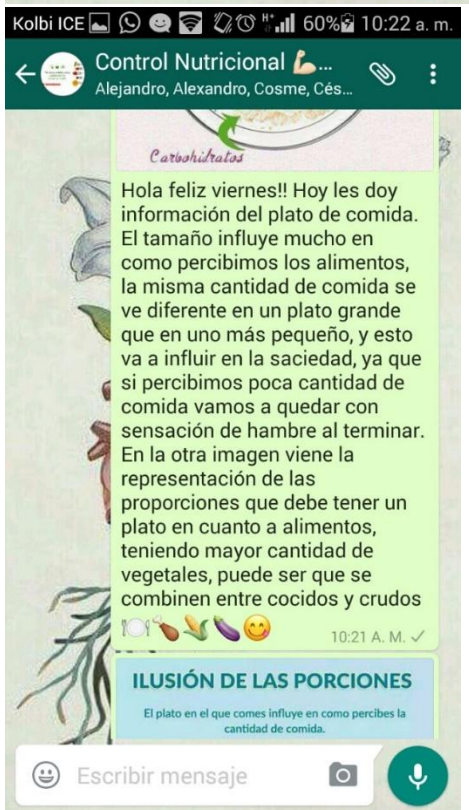 Kolbi ICE 60% 10:22 a. m.
Control Nutricional 💪...
Alejandro, Alexandro, Cosme, Cés...
Carbohidratos
Hola feliz viernes!! Hoy les doy
información del plato de comida.
El tamaño influye mucho en
como percibimos los alimentos,
la misma cantidad de comida se
ve diferente en un plato grande
que en uno más pequeño, y esto
va a influir en la saciedad, ya que
si percibimos poca cantidad de
comida vamos a quedar con
sensación de hambre al terminar.
En la otra imagen viene la
representación de las
proporciones que debe tener un
plato en cuanto a alimentos,
teniendo mayor cantidad de
vegetales, puede ser que se
combinen entre cocidos y crudos
🍽🍗🌽🍆😋 10:21 A. M. ✓
ILUSIÓN DE LAS PORCIONES
El plato en el que comes influye en como percibes la
cantidad de comida.
Escribir mensaje